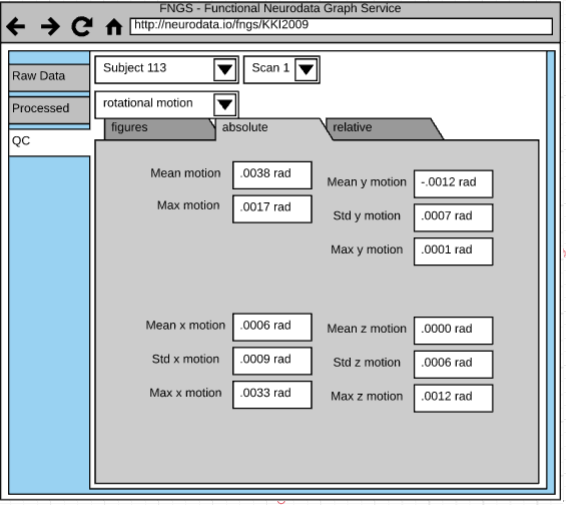 FNGS - Functional Neurodata Graph Service
http://neurodata.io/fngs/KKI2009
Raw Data
Processed
QC
Subject 113
Scan 1
rotational motion
figures
absolute
relative
Mean motion .0038 rad
Max motion .0017 rad
Mean y motion -.0012 rad
Std y motion .0007 rad
Max y motion .0001 rad
Mean x motion .0006 rad
Std x motion .0009 rad
Max x motion .0033 rad
Mean z motion .0000 rad
Std z motion .0006 rad
Max z motion .0012 rad